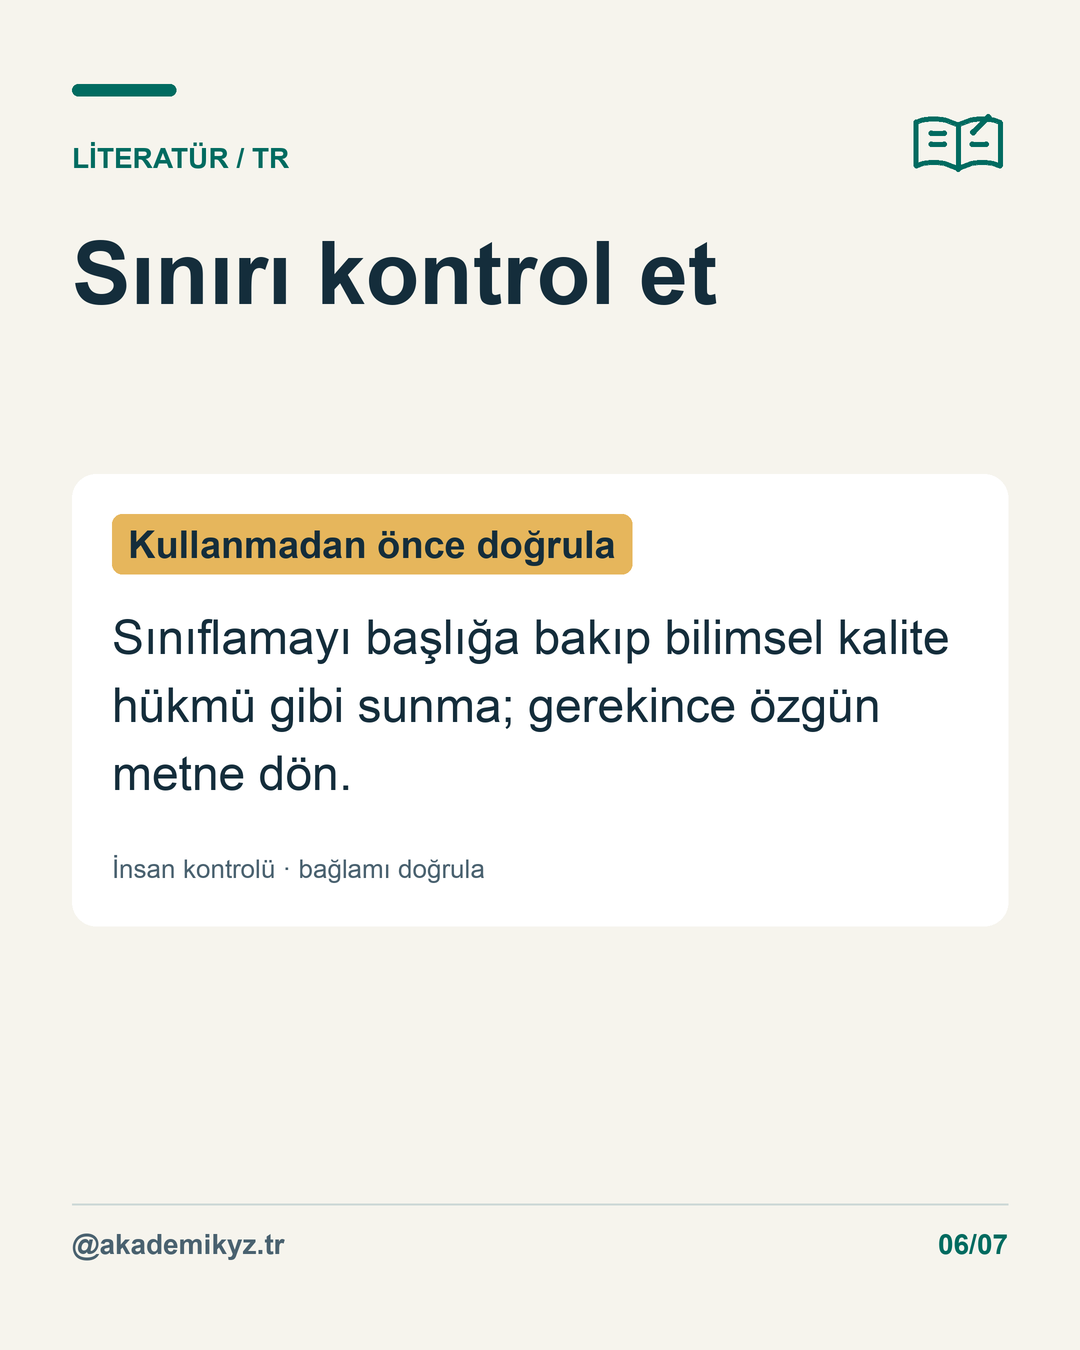 LİTERATÜR / TR
Sınırı kontrol et
Kullanmadan önce doğrula
Sınıflamayı başlığa bakıp bilimsel kalite
hükmü gibi sunma; gerekince özgün
metne dön.
İnsan kontrolü · bağlamı doğrula
@akademikyz.tr
06/07